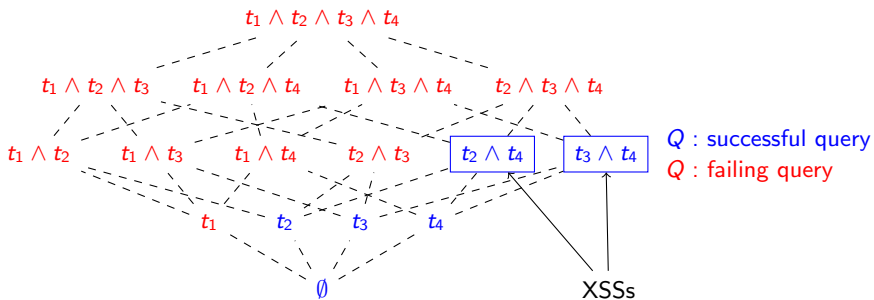 t₁ ∧ t₂ ∧ t₃ ∧ t₄
t₁ ∧ t₂ ∧ t₃ t₁ ∧ t₂ ∧ t₄ t₁ ∧ t₃ ∧ t₄ t₂ ∧ t₃ ∧ t₄
t₁ ∧ t₂ t₁ ∧ t₃ t₁ ∧ t₄ t₂ ∧ t₃ t₂ ∧ t₄ t₃ ∧ t₄
Q : successful query
Q : failing query
t₁ t₂ t₃ t₄
∅
XSSs